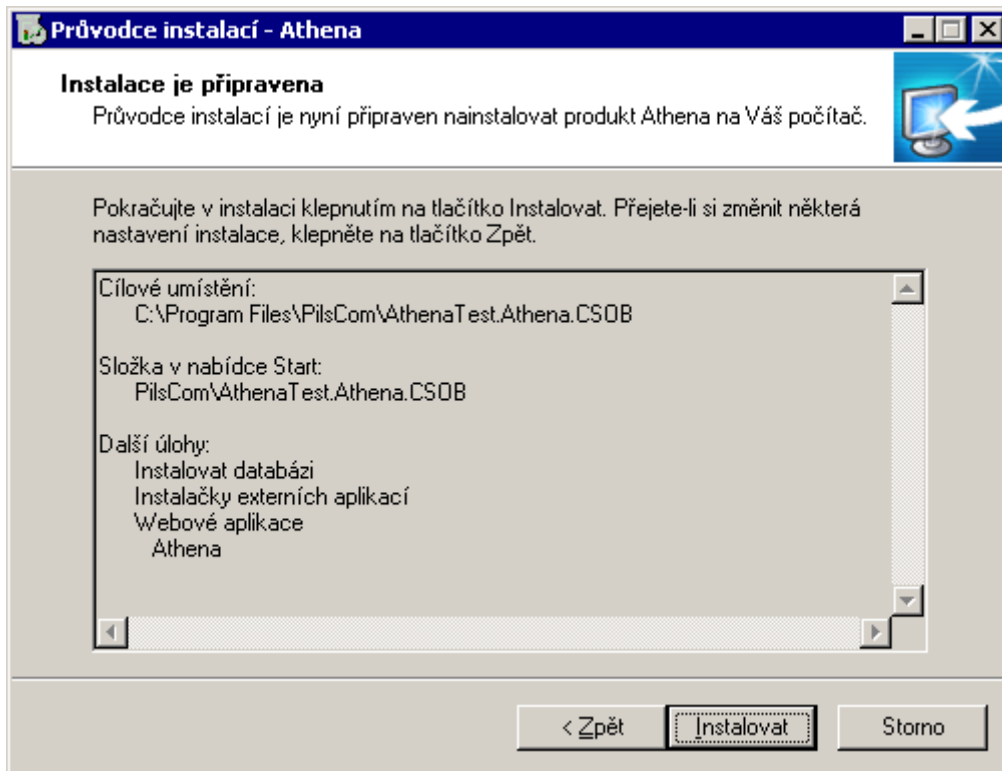 Průvodce instalací - Athena
Instalace je připravena
Průvodce instalací je nyní připraven nainstalovat produkt Athena na Váš počítač.
Pokračujte v instalaci klepnutím na tlačítko Instalovat. Přejete-li si změnit některá
nastavení instalace, klepněte na tlačítko Zpět.
Cílové umístění:
C:\Program Files\PilsCom\AthenaTest.Athena.CSOB
Složka v nabídce Start:
PilsCom\AthenaTest.Athena.CSOB
Další úlohy:
Instalovat databázi
Instalačky externích aplikací
Webové aplikace
Athena
< Zpět
Instalovat
Storno